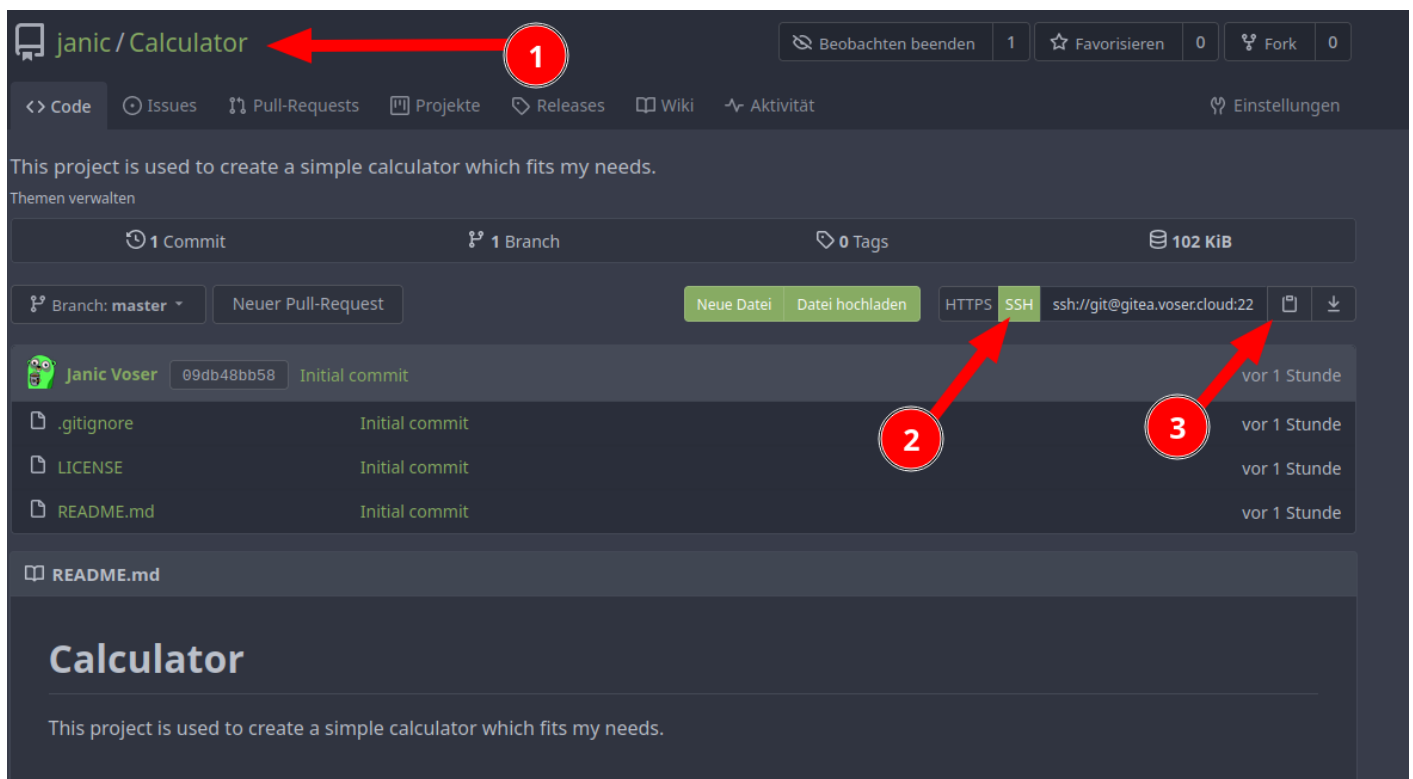 janic / Calculator
1
Beobachten beenden 1
Favorisieren 0
Fork 0
Code
Issues
Pull-Requests
Projekte
Releases
Wiki
Aktivität
Einstellungen
This project is used to create a simple calculator which fits my needs.
Themen verwalten
1 Commit
1 Branch
0 Tags
102 KiB
Branch: master
Neuer Pull-Request
Neue Datei
Datei hochladen
HTTPS
SSH
ssh://git@gitea.voser.cloud:22
Janic Voser 09db48bb58 Initial commit vor 1 Stunde
.gitignore Initial commit vor 1 Stunde
2
3
LICENSE Initial commit vor 1 Stunde
README.md Initial commit vor 1 Stunde
README.md
Calculator
This project is used to create a simple calculator which fits my needs.